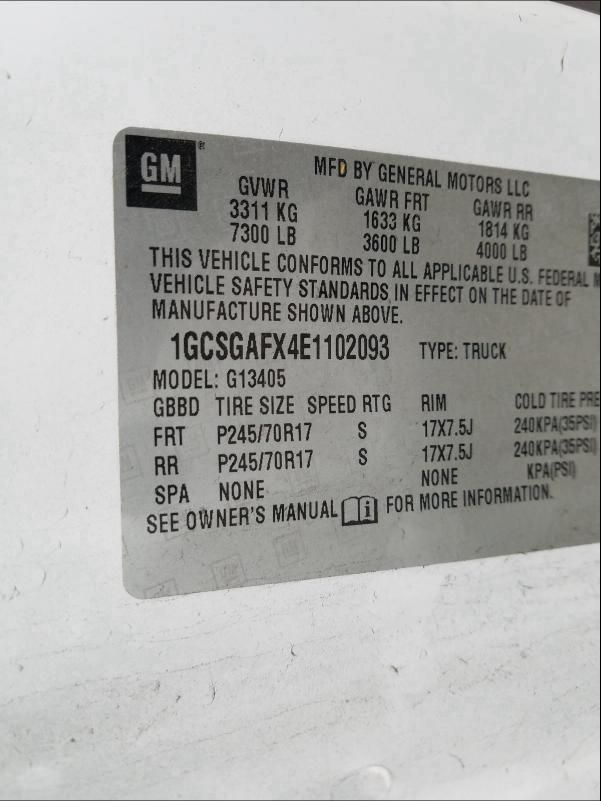 GM®
MFD BY GENERAL MOTORS LLC
GVWR GAWR FRT GAWR RR
3311 KG 1633 KG 1814 KG
7300 LB 3600 LB 4000 LB
THIS VEHICLE CONFORMS TO ALL APPLICABLE U.S. FEDERAL M
VEHICLE SAFETY STANDARDS IN EFFECT ON THE DATE OF
MANUFACTURE SHOWN ABOVE.
1GCSGAFX4E1102093 TYPE: TRUCK
MODEL: G13405
GBBD TIRE SIZE SPEED RTG RIM COLD TIRE PRE
FRT P245/70R17 S 17X7.5J 240KPA(35PSI)
RR P245/70R17 S 17X7.5J 240KPA(35PSI)
SPA NONE NONE KPA(PSI)
SEE OWNER'S MANUAL FOR MORE INFORMATION.